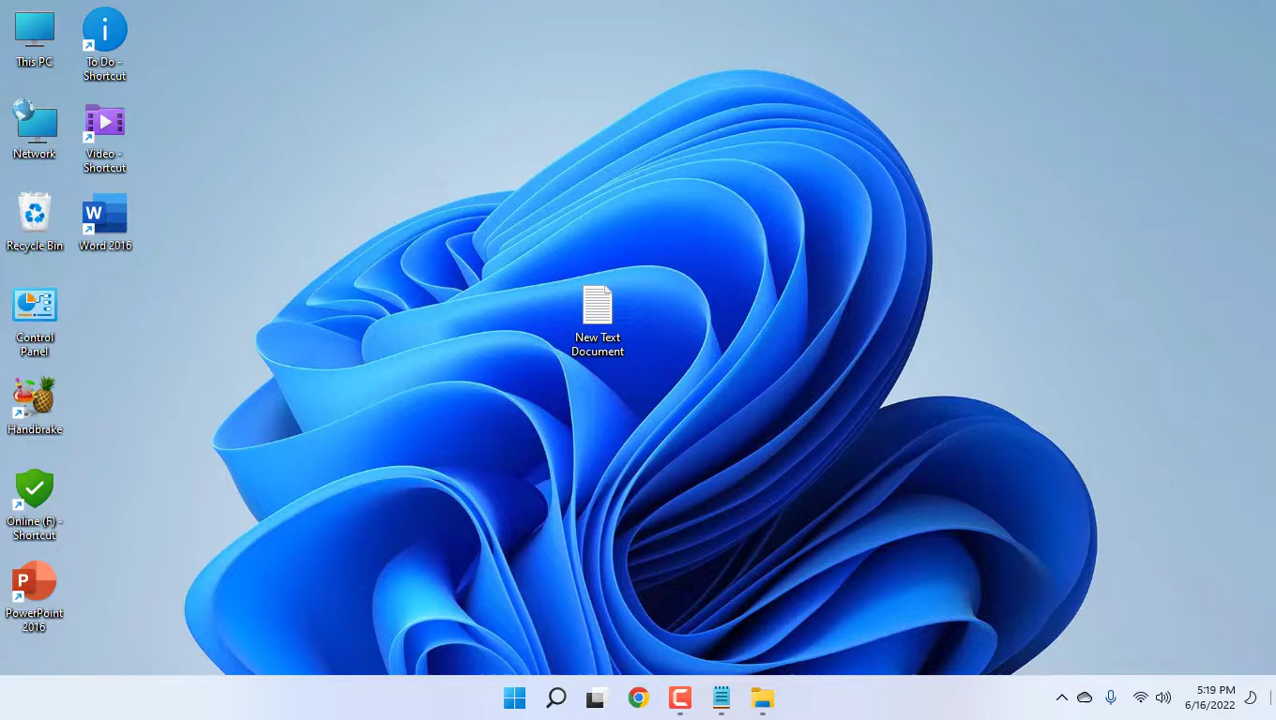 This PC
To Do -
Shortcut
Network
Video -
Shortcut
Recycle Bin
W
Word 2016
Control
Panel
New Text
Document
Handbrake
Online (F) -
Shortcut
P
PowerPoint
2016
5:19 PM
6/16/2022